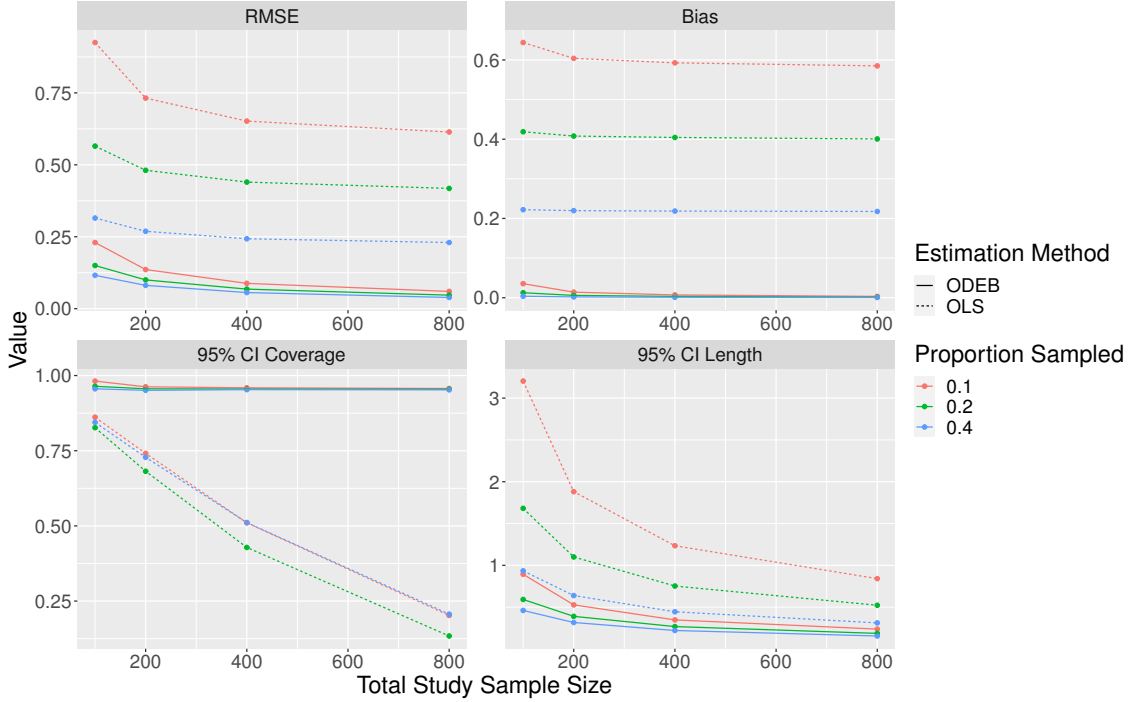 RMSE
Bias
0.75
0.50
0.25
0.00
0.6
0.4
0.2
0.0
200 400 600 800
200 400 600 800
95% CI Coverage
95% CI Length
1.00
0.75
0.50
0.25
3
2
1
200 400 600 800
200 400 600 800
Value
Total Study Sample Size
Estimation Method
ODEB
OLS
Proportion Sampled
0.1
0.2
0.4